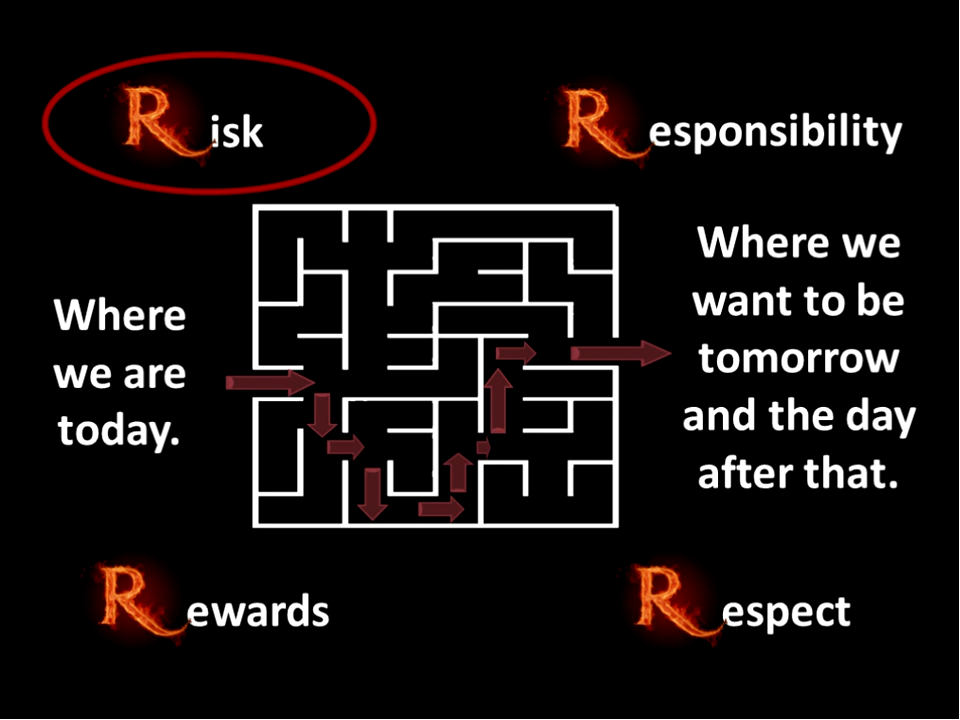 Risk
Responsibility
Where
we are
today.
Where we
want to be
tomorrow
and the day
after that.
Rewards
Respect